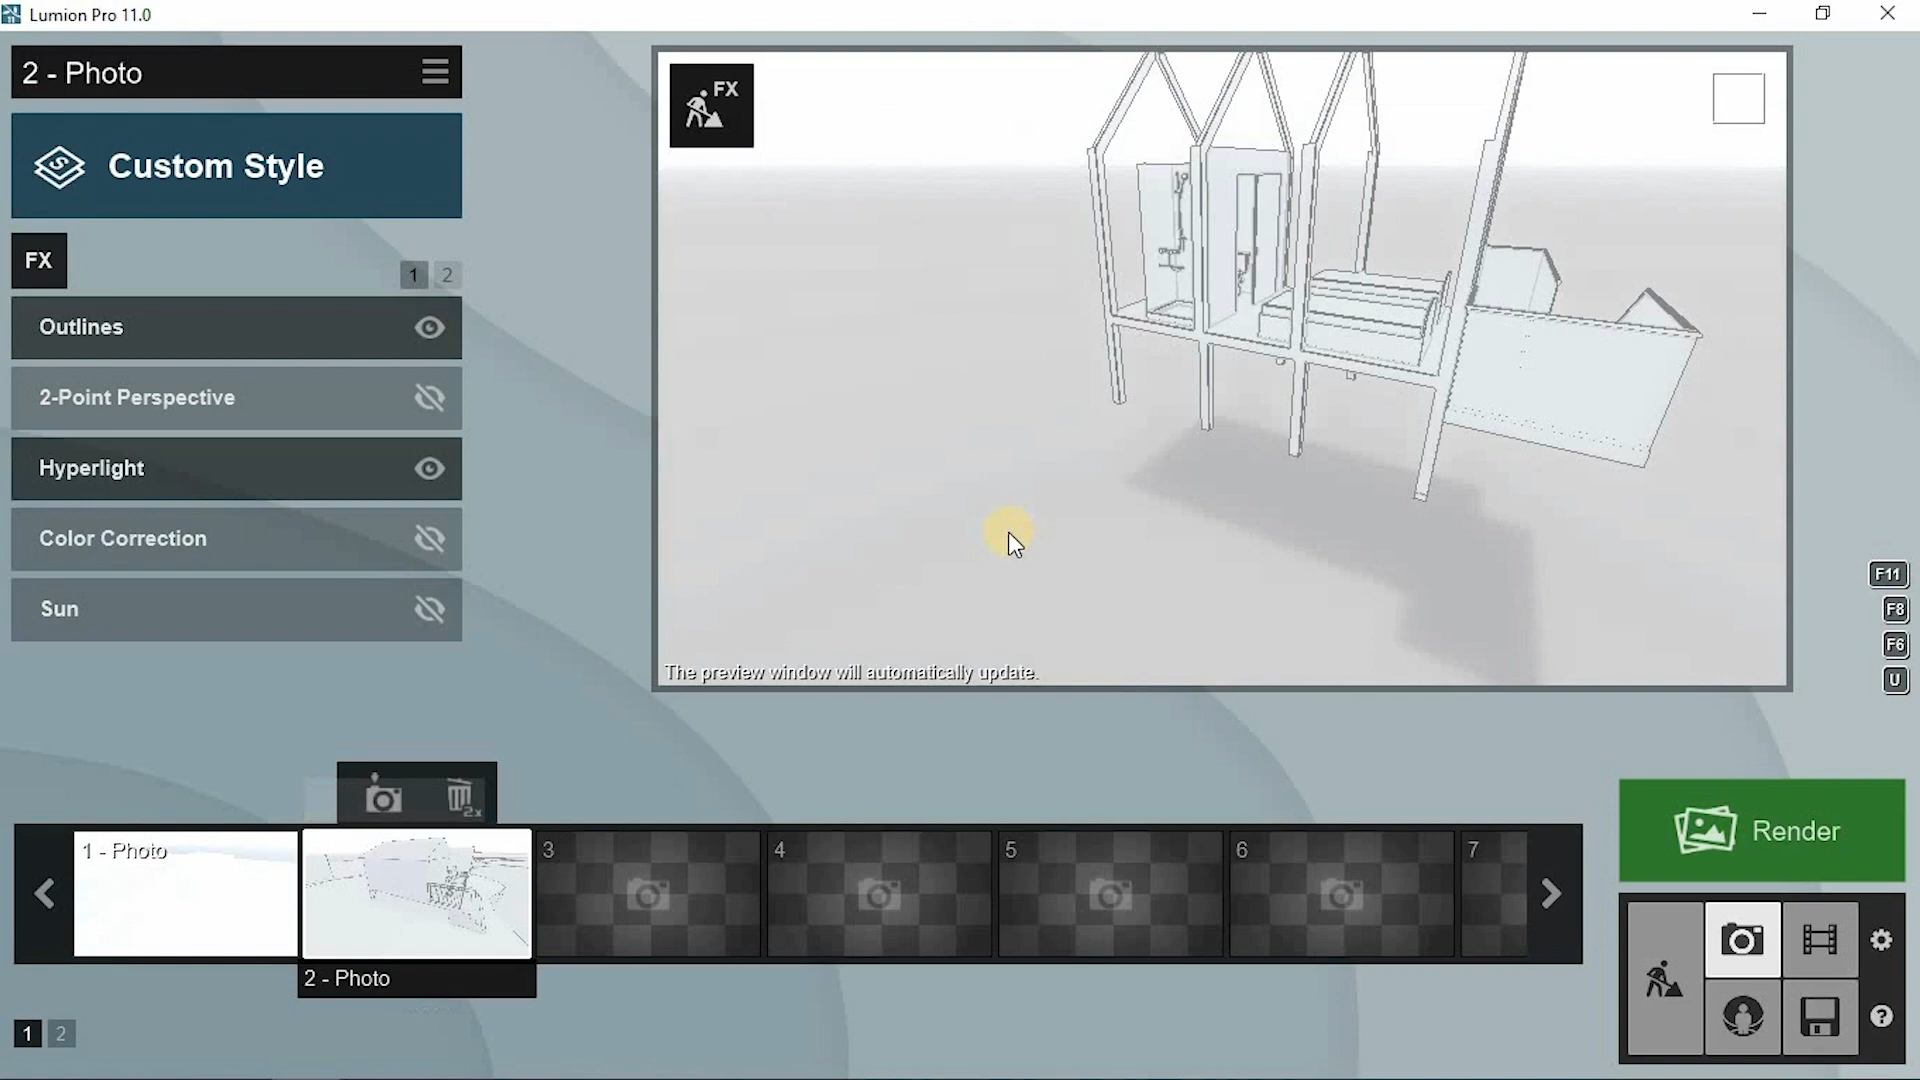 Lumion Pro 11.0
2 - Photo
Custom Style
FX
1 2
Outlines
2-Point Perspective
Hyperlight
Color Correction
Sun
FX
The preview window will automatically update.
F11
F8
F6
U
2x
1 - Photo
3
4
5
6
7
2 - Photo
Render
1 2
?